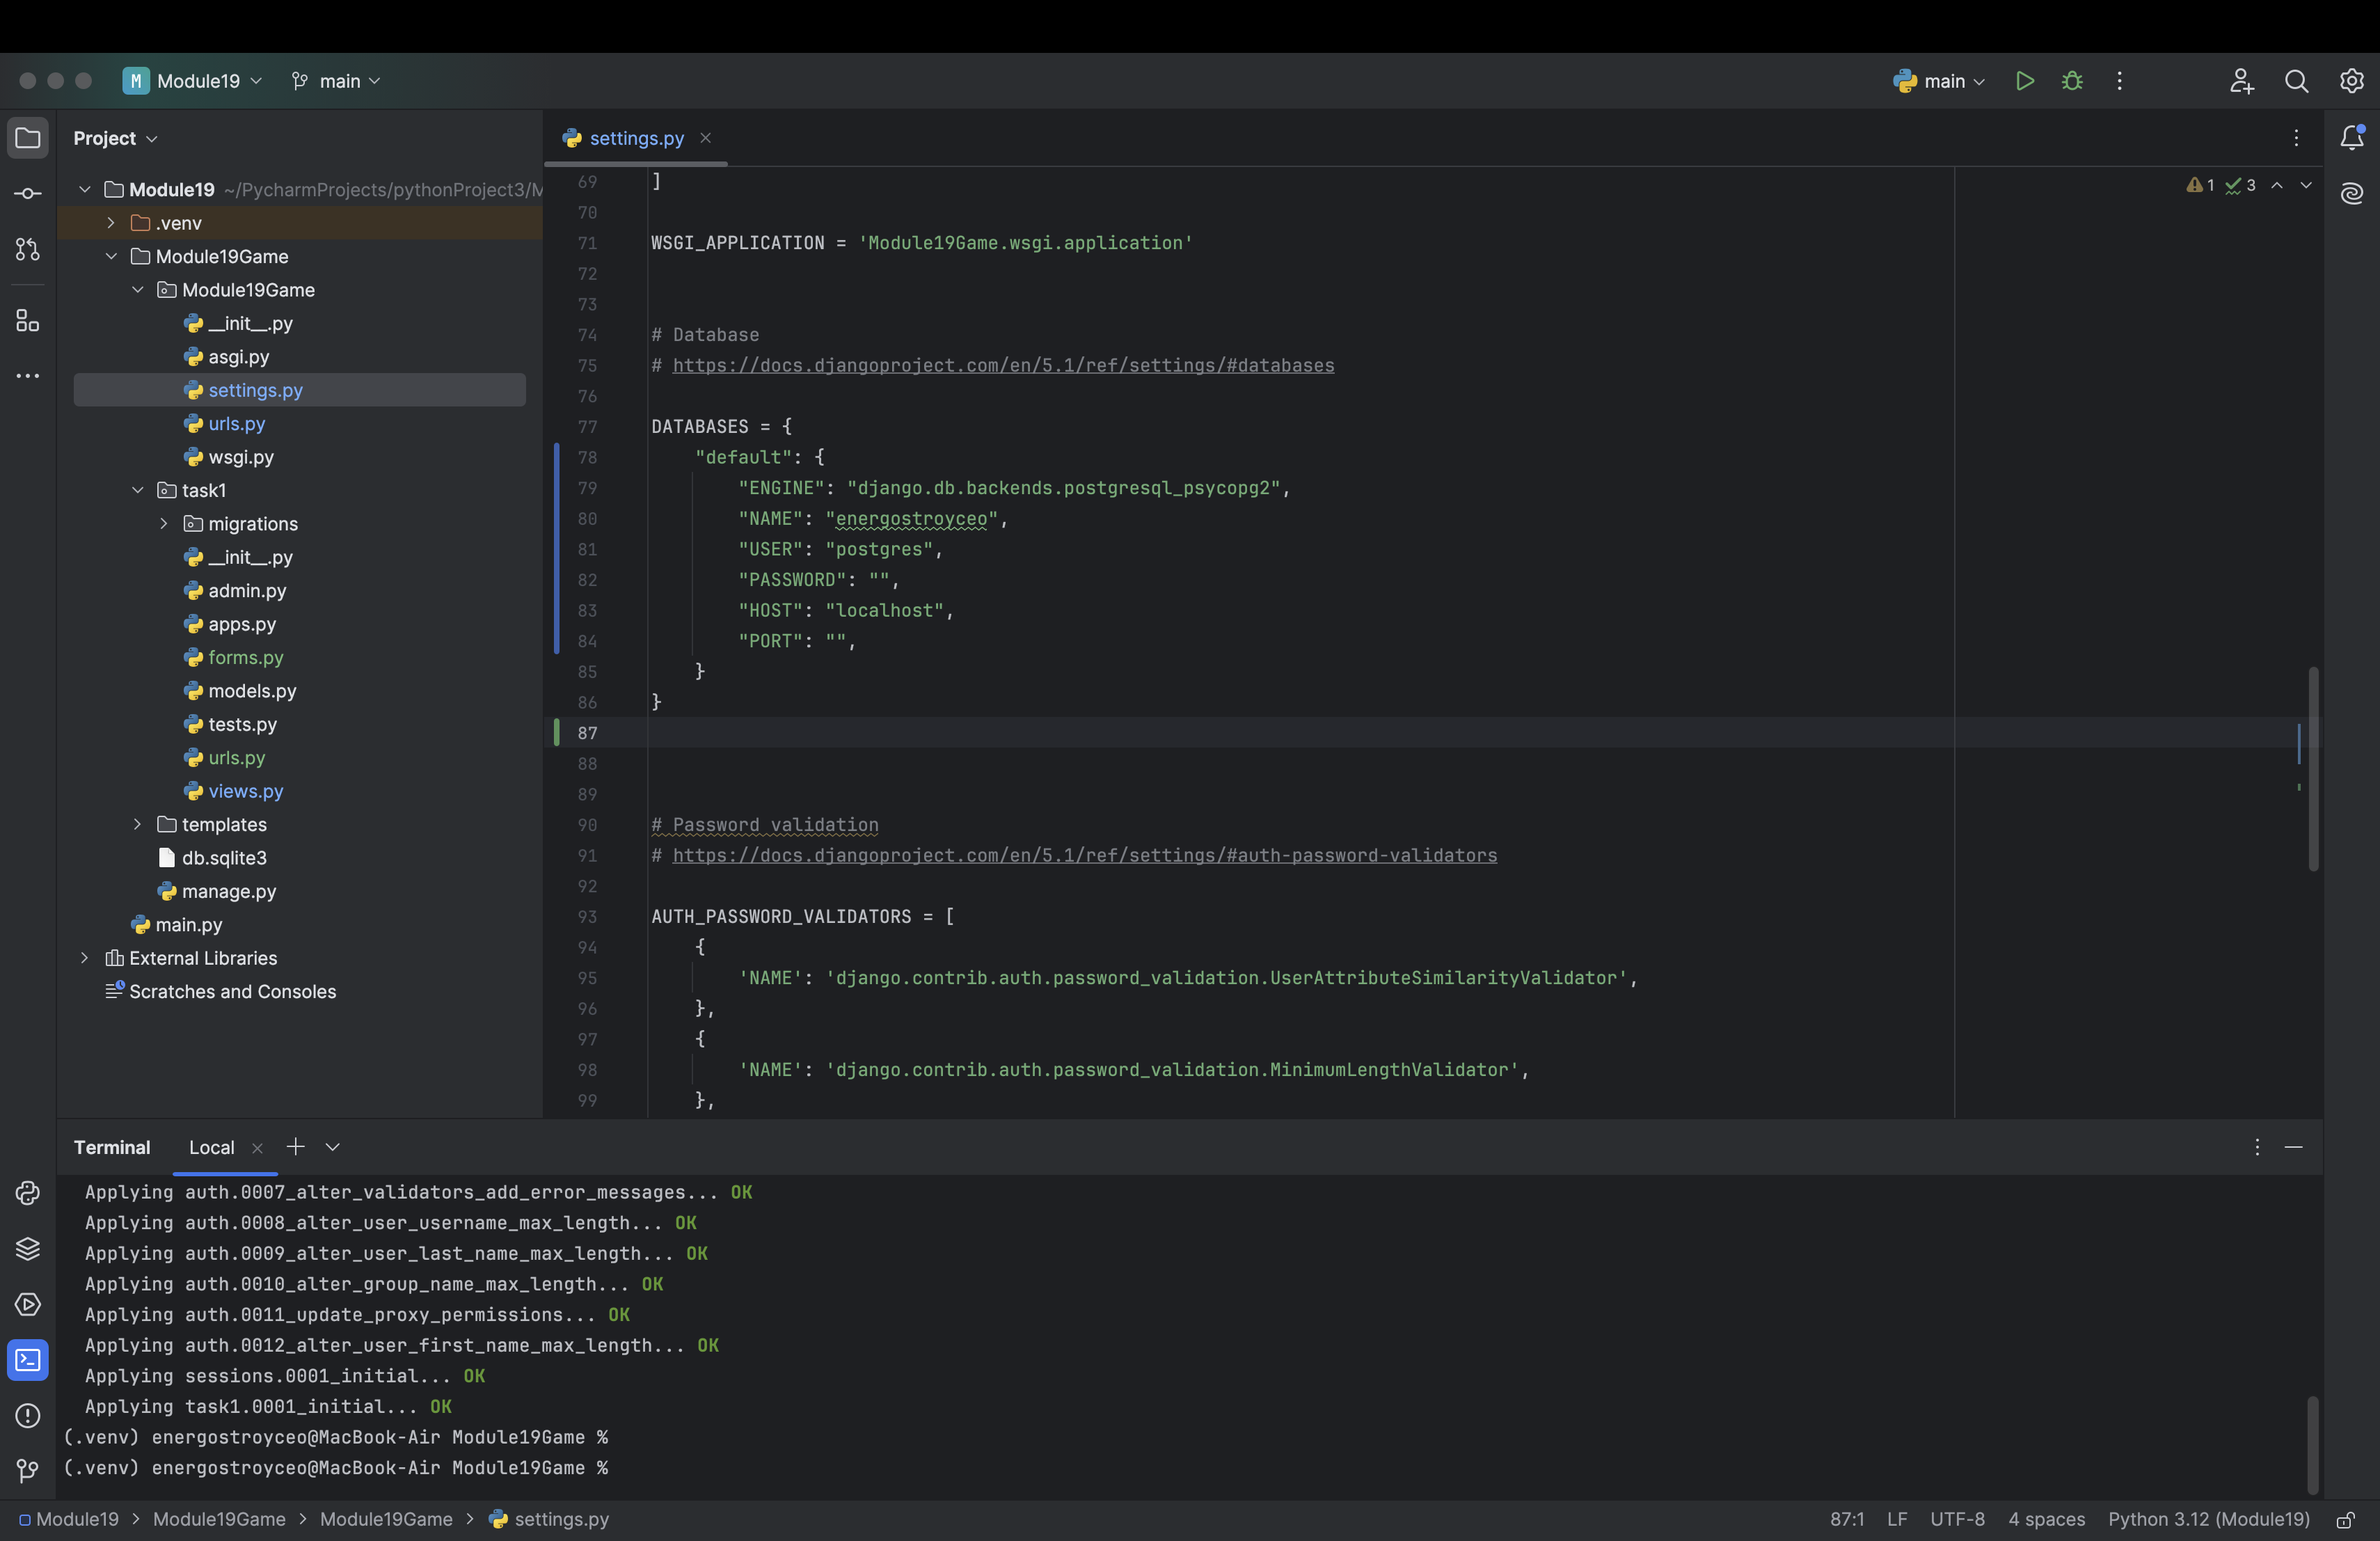 M Module19 main main
Project
settings.py
Module19 ~/PycharmProjects/pythonProject3/M
.venv
Module19Game
Module19Game
__init__.py
asgi.py
settings.py
urls.py
wsgi.py
task1
migrations
__init__.py
admin.py
apps.py
forms.py
models.py
tests.py
urls.py
views.py
templates
db.sqlite3
manage.py
main.py
External Libraries
Scratches and Consoles
1 3
69 ]
70
71 WSGI_APPLICATION = 'Module19Game.wsgi.application'
72
73
74 # Database
75 # https://docs.djangoproject.com/en/5.1/ref/settings/#databases
76
77 DATABASES = {
78 "default": {
79 "ENGINE": "django.db.backends.postgresql_psycopg2",
80 "NAME": "energostroyceo",
81 "USER": "postgres",
82 "PASSWORD": "",
83 "HOST": "localhost",
84 "PORT": "",
85 }
86 }
87
88
89
90 # Password validation
91 # https://docs.djangoproject.com/en/5.1/ref/settings/#auth-password-validators
92
93 AUTH_PASSWORD_VALIDATORS = [
94 {
95 'NAME': 'django.contrib.auth.password_validation.UserAttributeSimilarityValidator',
96 },
97 {
98 'NAME': 'django.contrib.auth.password_validation.MinimumLengthValidator',
99 },
Terminal Local
Applying auth.0007_alter_validators_add_error_messages... OK
Applying auth.0008_alter_user_username_max_length... OK
Applying auth.0009_alter_user_last_name_max_length... OK
Applying auth.0010_alter_group_name_max_length... OK
Applying auth.0011_update_proxy_permissions... OK
Applying auth.0012_alter_user_first_name_max_length... OK
Applying sessions.0001_initial... OK
Applying task1.0001_initial... OK
(.venv) energostroyceo@MacBook-Air Module19Game %
(.venv) energostroyceo@MacBook-Air Module19Game %
Module19 > Module19Game > Module19Game > settings.py 87:1 LF UTF-8 4 spaces Python 3.12 (Module19)